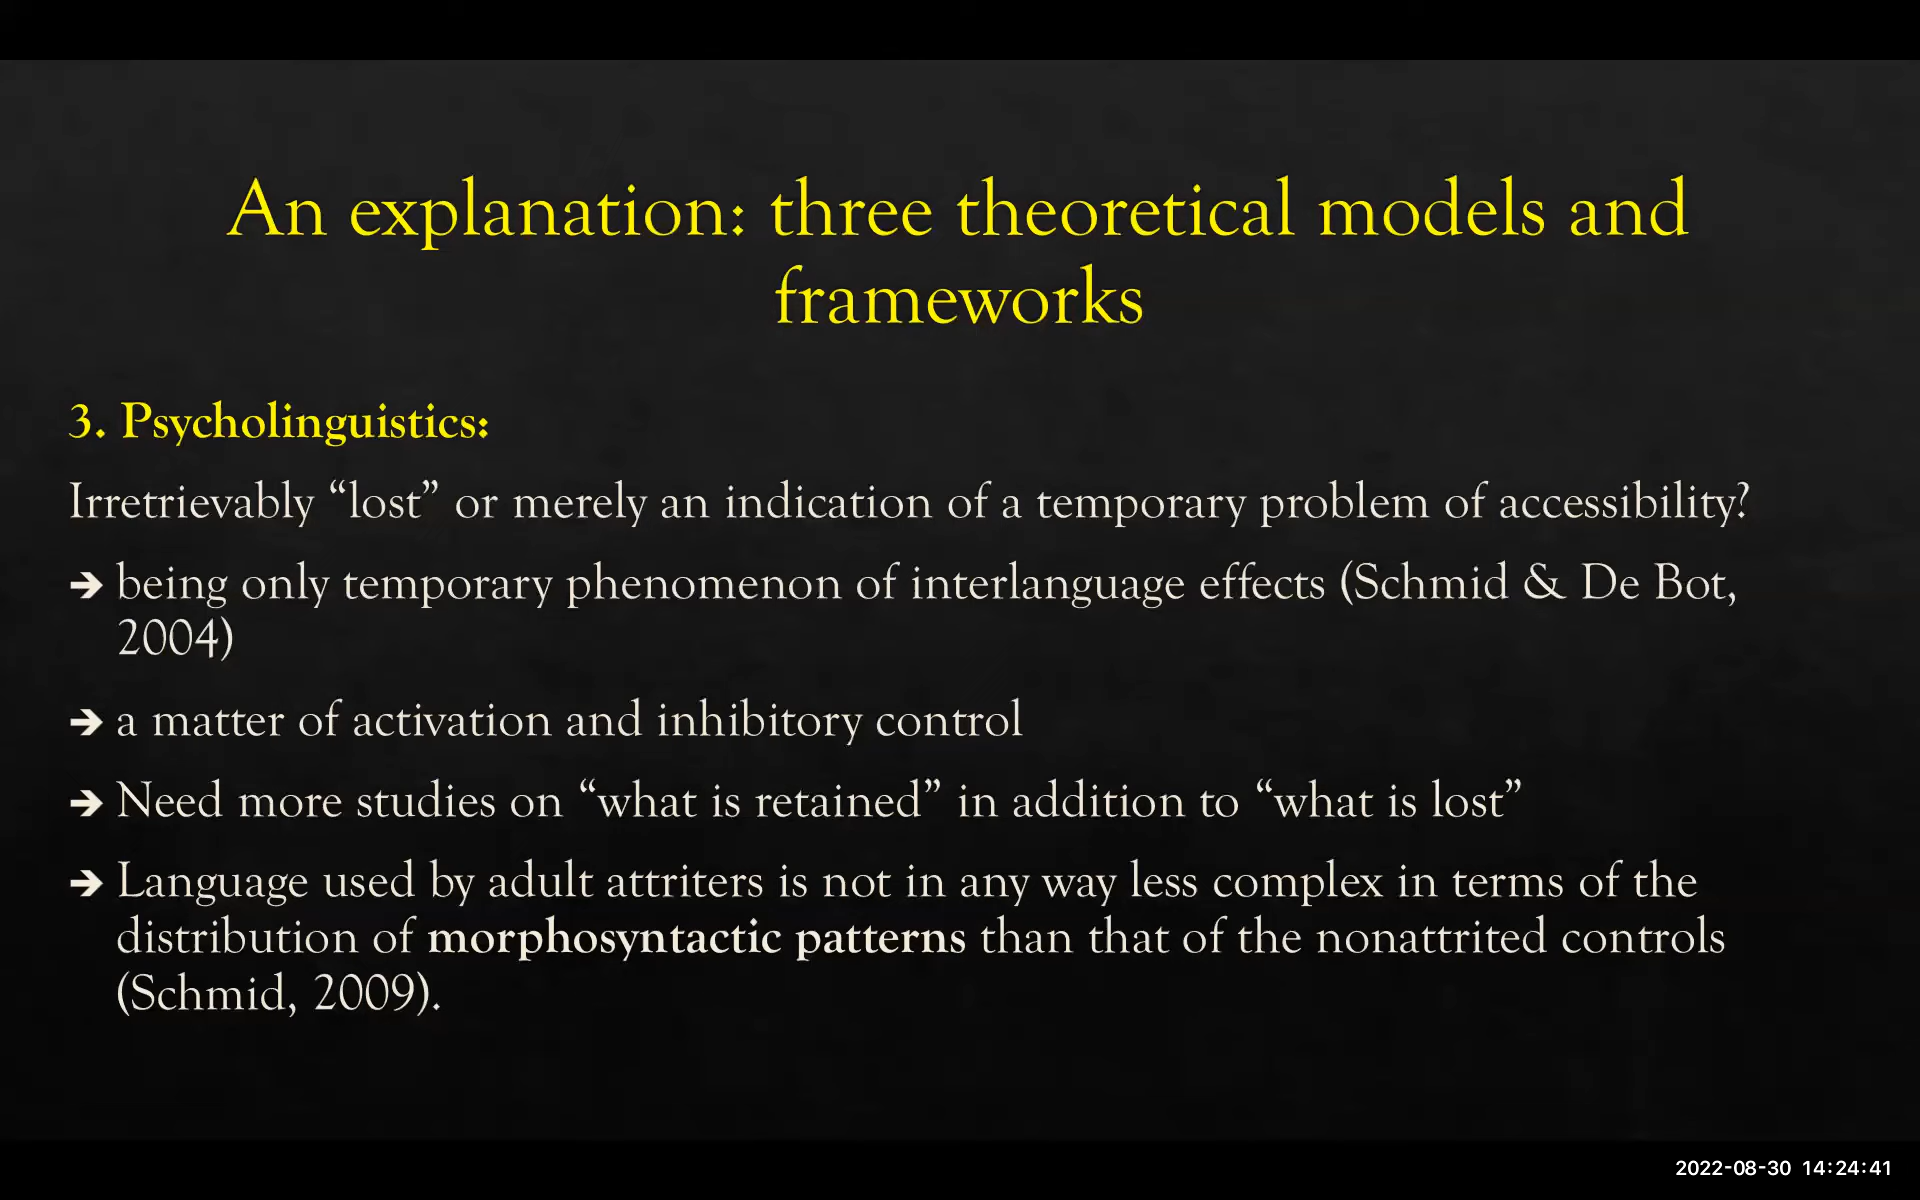 An explanation: three theoretical models and
frameworks
3. Psycholinguistics:
Irretrievably “lost” or merely an indication of a temporary problem of accessibility?
➔ being only temporary phenomenon of interlanguage effects (Schmid & De Bot,
2004)
➔ a matter of activation and inhibitory control
➔ Need more studies on “what is retained” in addition to “what is lost”
➔ Language used by adult attriters is not in any way less complex in terms of the
distribution of morphosyntactic patterns than that of the nonattrited controls
(Schmid, 2009).
2022-08-30 14:24:41